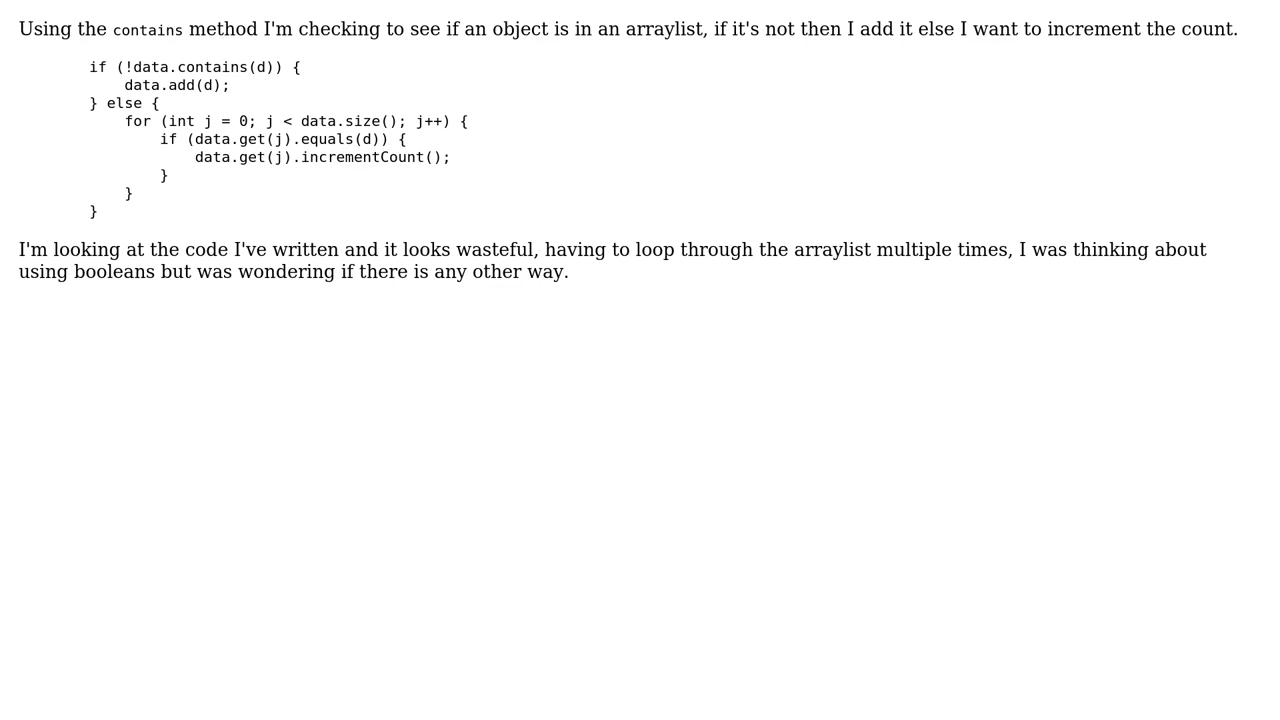 Using the contains method I'm checking to see if an object is in an arraylist, if it's not then I add it else I want to increment the count.
if (!data.contains(d)) {
    data.add(d);
} else {
    for (int j = 0; j < data.size(); j++) {
        if (data.get(j).equals(d)) {
            data.get(j).incrementCount();
        }
    }
}
I'm looking at the code I've written and it looks wasteful, having to loop through the arraylist multiple times, I was thinking about
using booleans but was wondering if there is any other way.